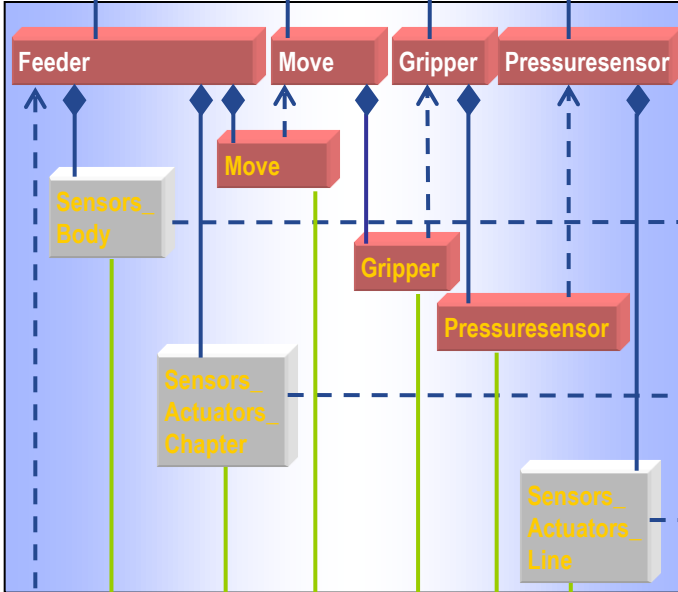 Feeder
Move
Gripper
Pressuresensor
Move
Sensors_
Body
Gripper
Pressuresensor
Sensors_
Actuators_
Chapter
Sensors_
Actuators_
Line